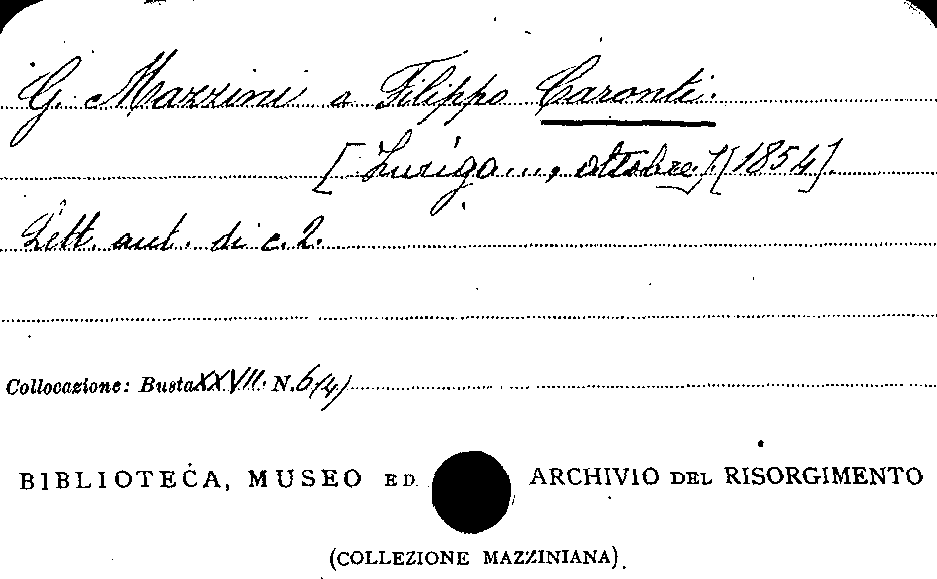 G. Mazzini a Filippo Caronti.
[Zurigo..., ottobre] [1854].
Lett. aut. di c. 2.
Collocazione: Busta XXVII. N. 6(4)
BIBLIOTECA, MUSEO ED ARCHIVIO DEL RISORGIMENTO
(COLLEZIONE MAZZINIANA).